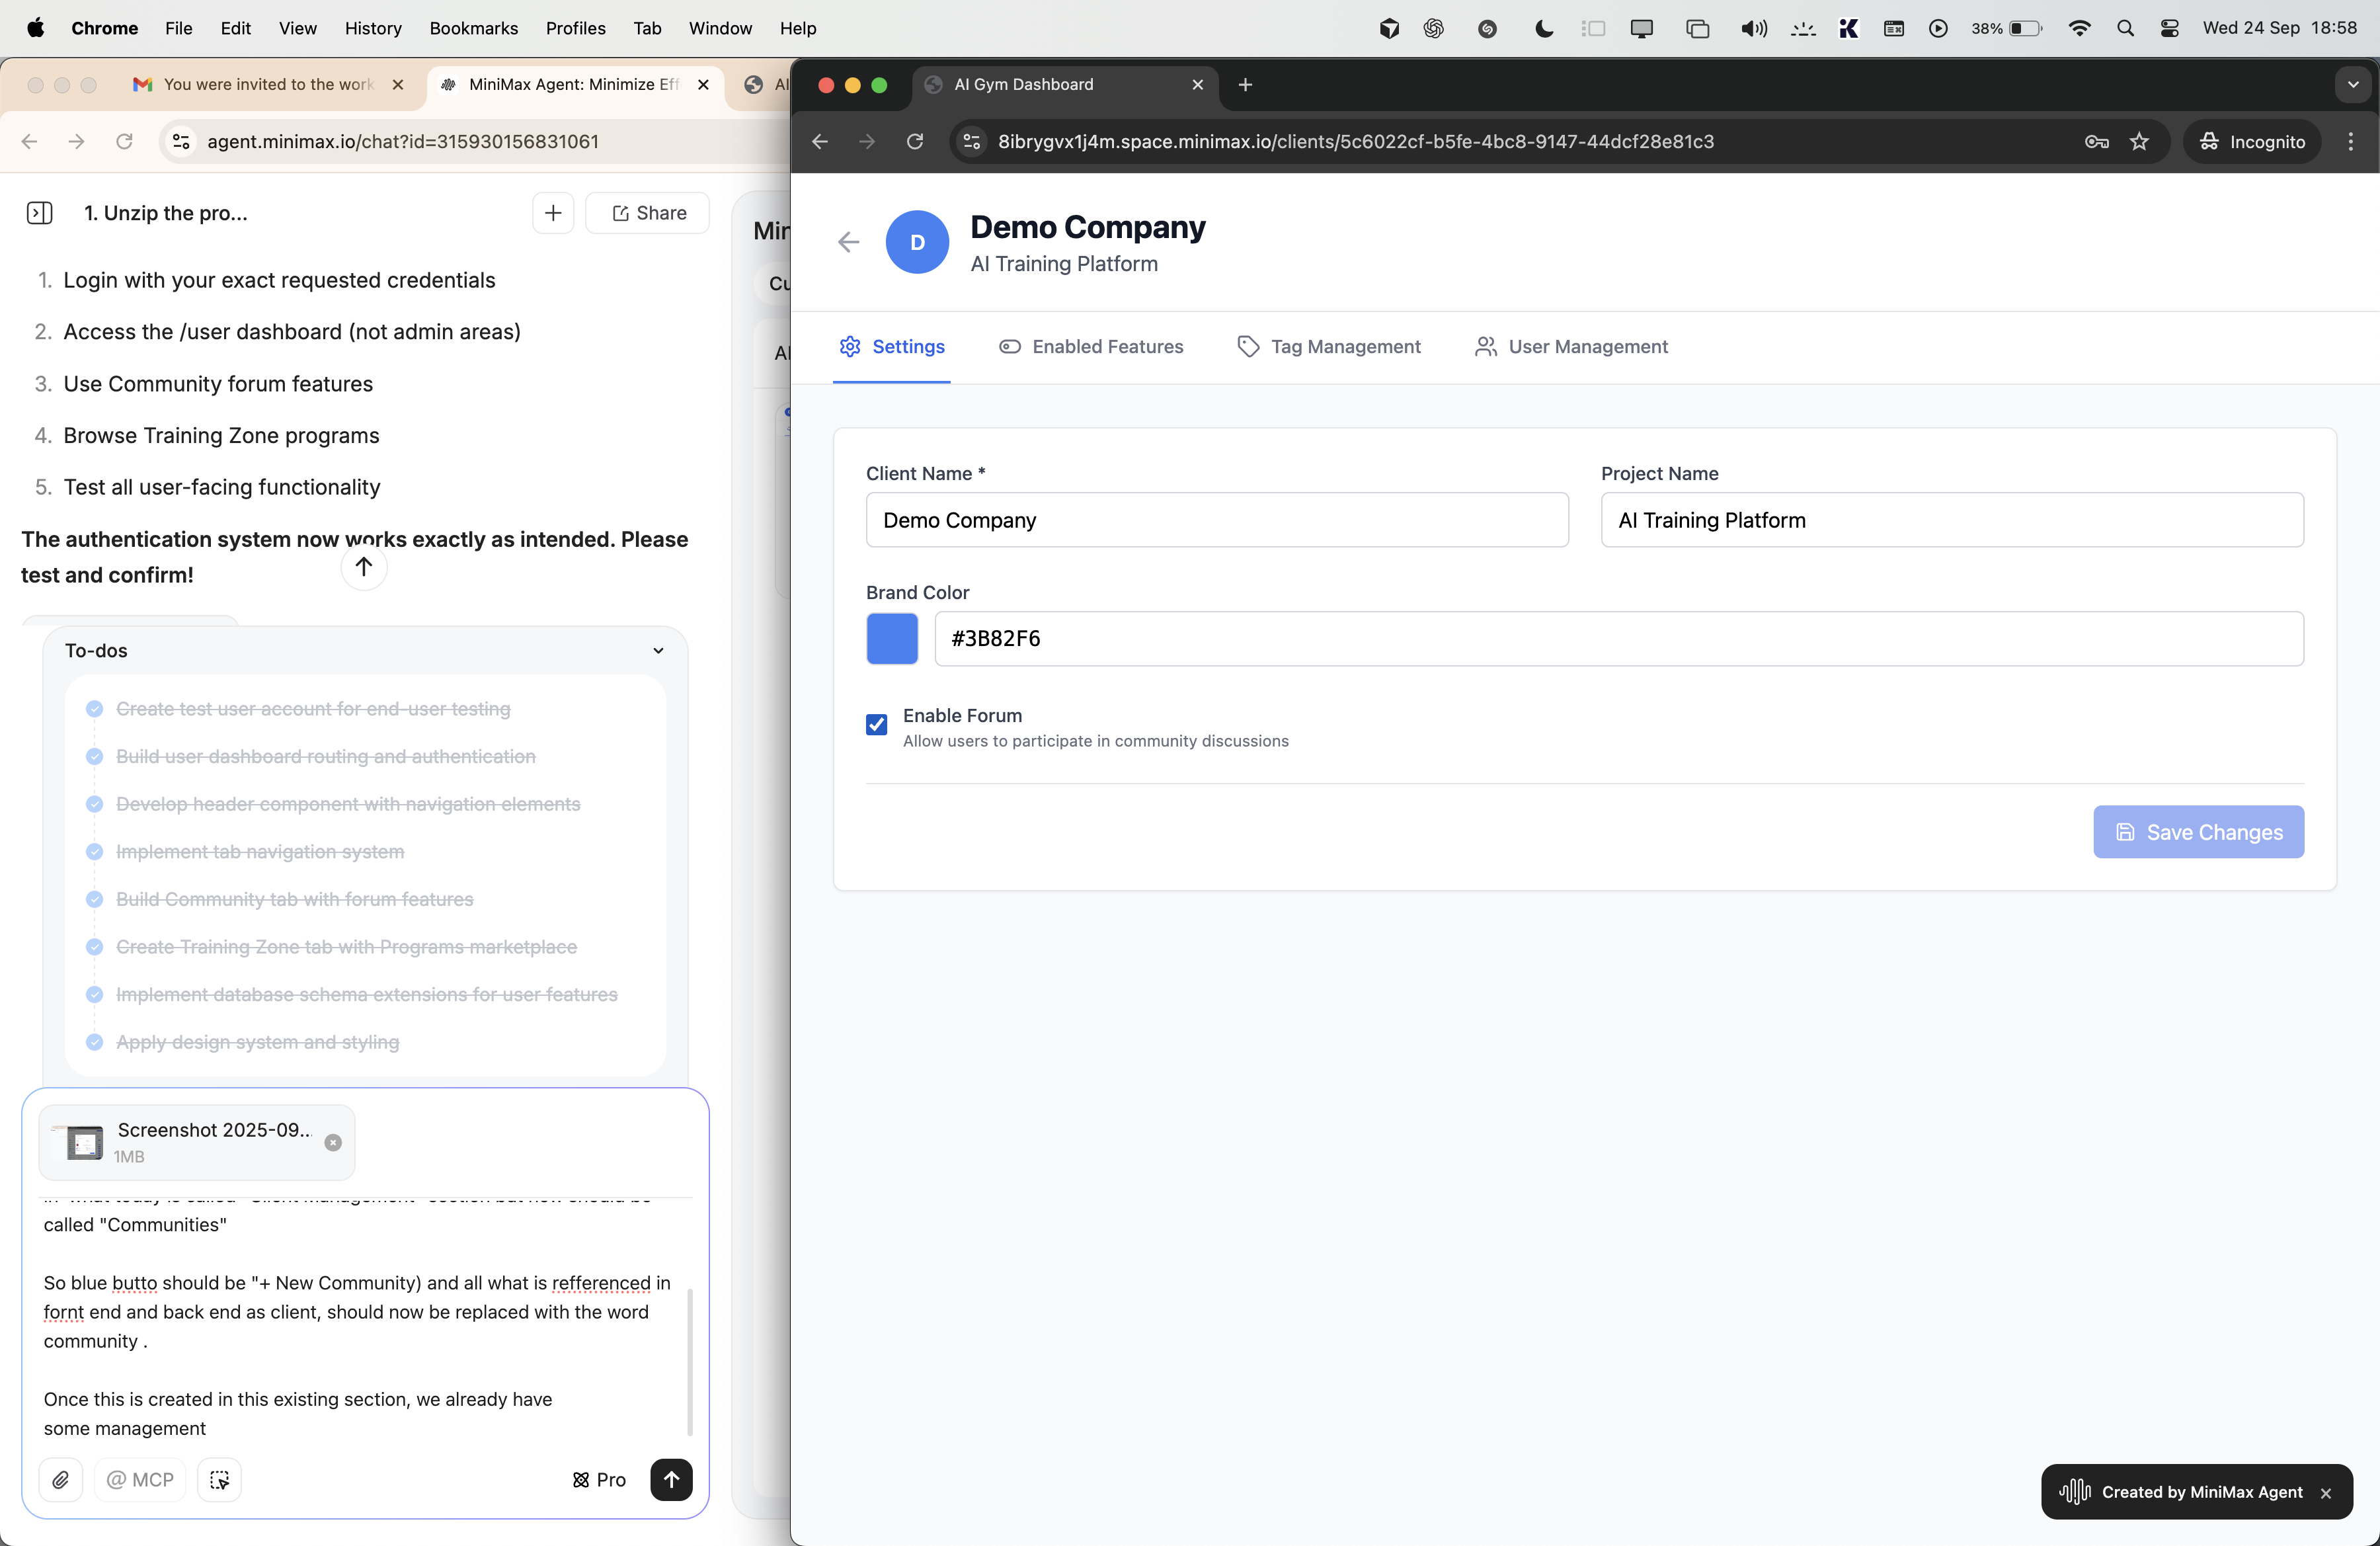 Chrome File Edit View History Bookmarks Profiles Tab Window Help 38% Wed 24 Sep 18:58
You were invited to the work
MiniMax Agent: Minimize Eff
AI
agent.minimax.io/chat?id=315930156831061
1. Unzip the pro...
Share
1. Login with your exact requested credentials
2. Access the /user dashboard (not admin areas)
3. Use Community forum features
4. Browse Training Zone programs
5. Test all user-facing functionality
The authentication system now works exactly as intended. Please
test and confirm!
To-dos
Create test user account for end-user testing
Build user dashboard routing and authentication
Develop header component with navigation elements
Implement tab navigation system
Build Community tab with forum features
Create Training Zone tab with Programs marketplace
Implement database schema extensions for user features
Apply design system and styling
Screenshot 2025-09...
1MB
called "Communities"
So blue butto should be "+ New Community) and all what is refferenced in
fornt end and back end as client, should now be replaced with the word
community .
Once this is created in this existing section, we already have
some management
@ MCP
Pro
AI Gym Dashboard
8ibrygvx1j4m.space.minimax.io/clients/5c6022cf-b5fe-4bc8-9147-44dcf28e81c3
Incognito
D
Demo Company
AI Training Platform
Settings
Enabled Features
Tag Management
User Management
Client Name *
Demo Company
Project Name
AI Training Platform
Brand Color
#3B82F6
Enable Forum
Allow users to participate in community discussions
Save Changes
Created by MiniMax Agent